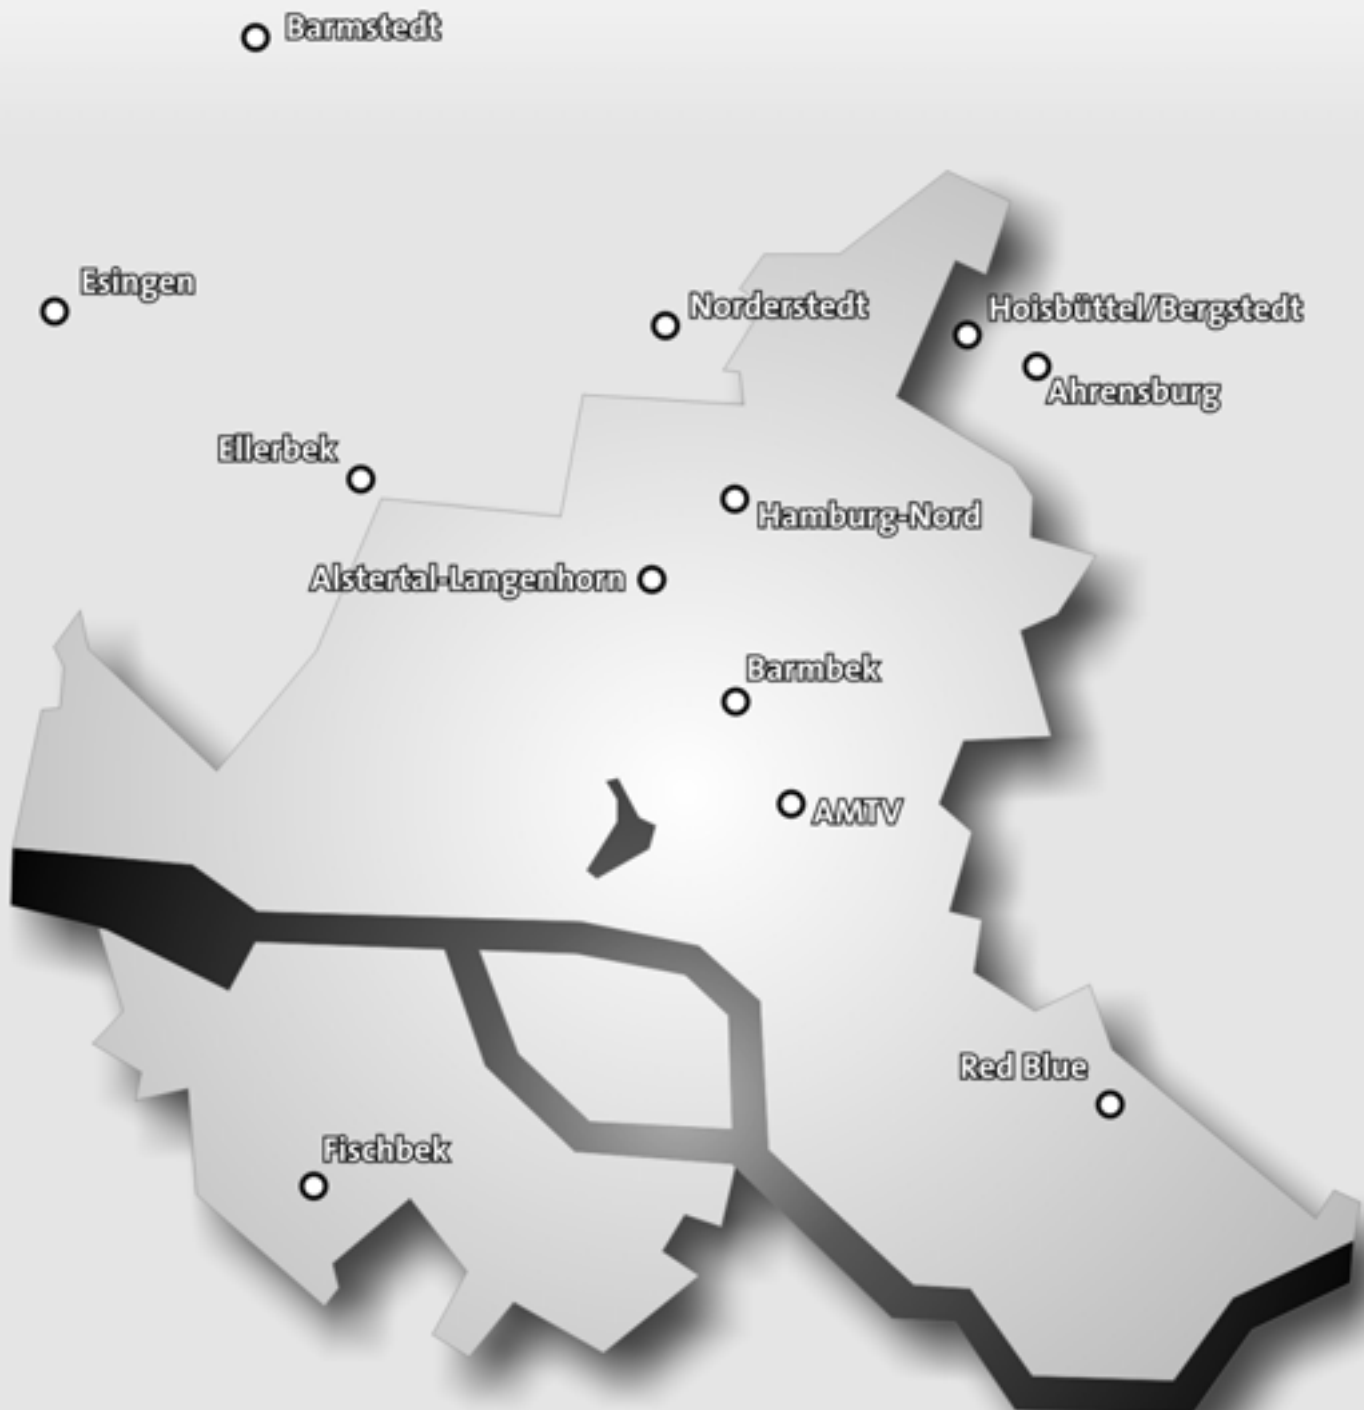 Barmstedt
Esingen
Norderstedt
Hoisbüttel/Bergstedt
Ahrensburg
Ellerbek
Hamburg-Nord
Alstertal-Langenhorn
Barmbek
AMTV
Red Blue
Fischbek